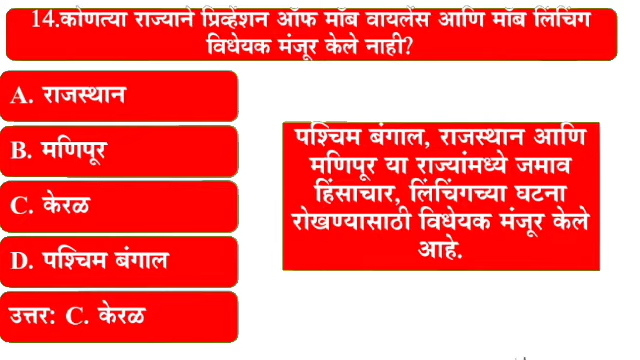 14.कोणत्या राज्याने प्रिव्हेंशन ऑफ मॉब वायलेंस आणि मॉब लिंचिंग
विधेयक मंजूर केले नाही?
A. राजस्थान
B. मणिपूर
C. केरळ
D. पश्चिम बंगाल
उत्तर: C. केरळ
पश्चिम बंगाल, राजस्थान आणि
मणिपूर या राज्यांमध्ये जमाव
हिंसाचार, लिंचिंगच्या घटना
रोखण्यासाठी विधेयक मंजूर केले
आहे.